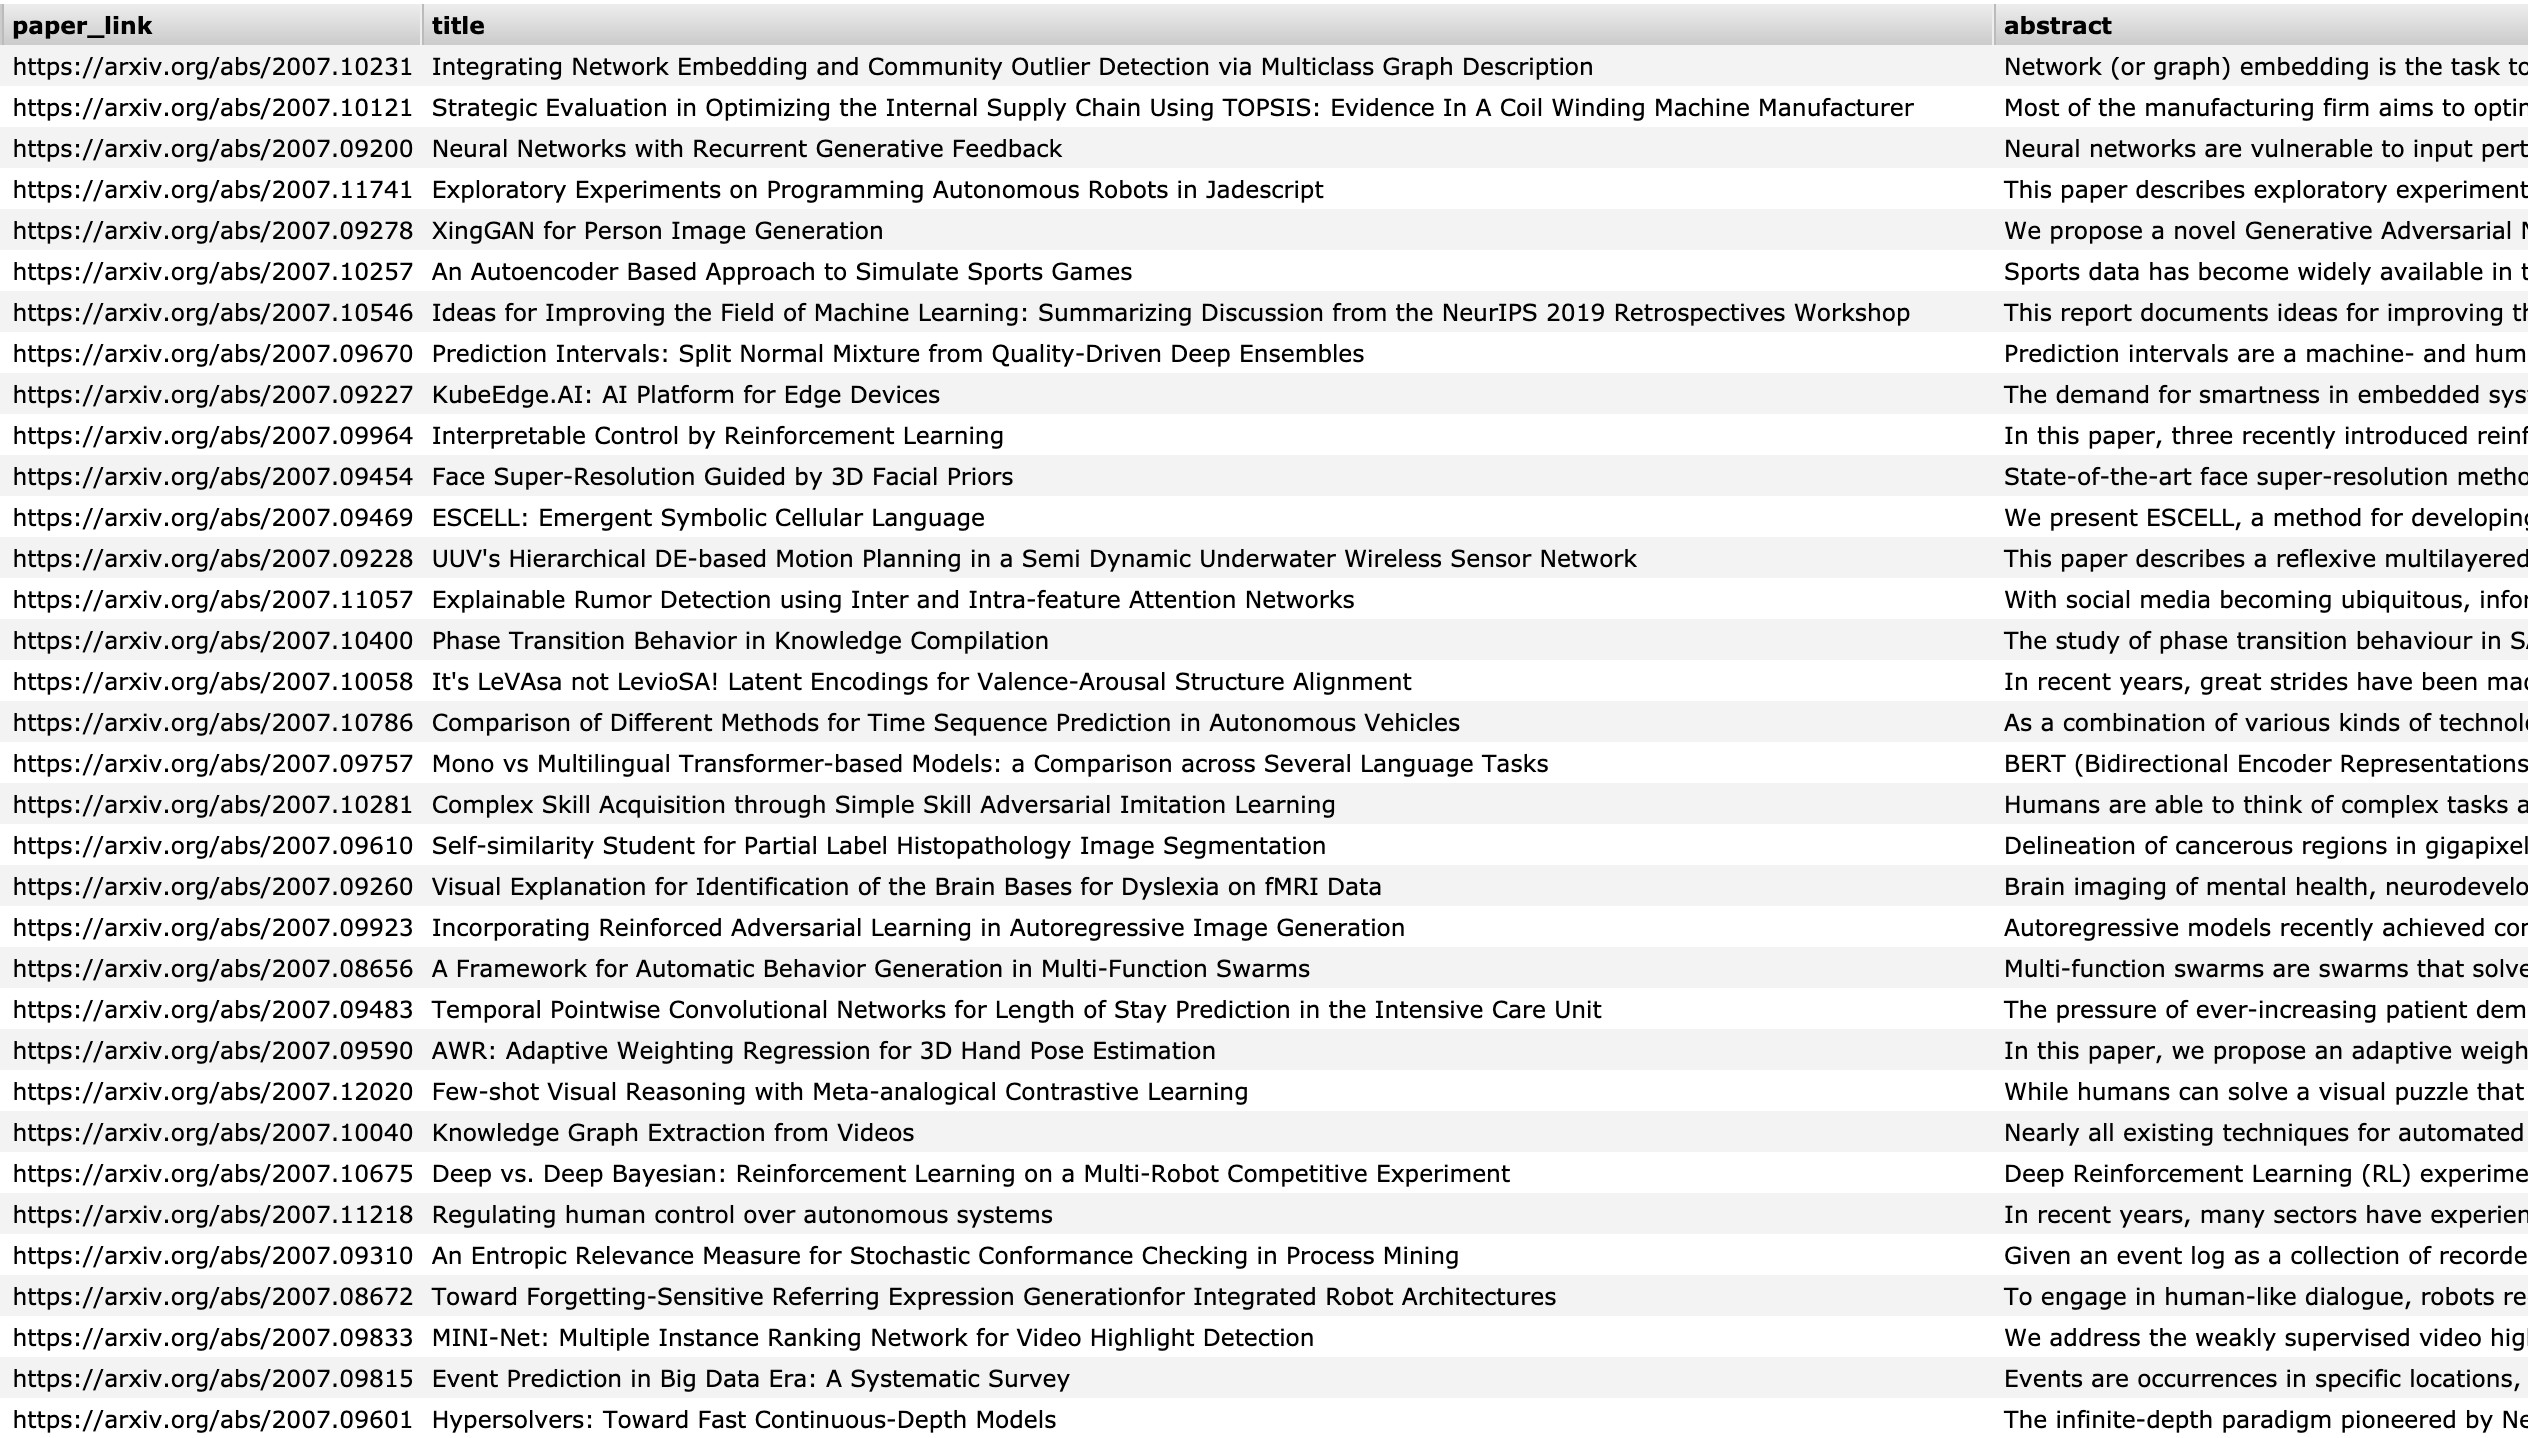 paper_link title abstract
https://arxiv.org/abs/2007.10231 Integrating Network Embedding and Community Outlier Detection via Multiclass Graph Description Network (or graph) embedding is the task to
https://arxiv.org/abs/2007.10121 Strategic Evaluation in Optimizing the Internal Supply Chain Using TOPSIS: Evidence In A Coil Winding Machine Manufacturer Most of the manufacturing firm aims to optim
https://arxiv.org/abs/2007.09200 Neural Networks with Recurrent Generative Feedback Neural networks are vulnerable to input pert
https://arxiv.org/abs/2007.11741 Exploratory Experiments on Programming Autonomous Robots in Jadescript This paper describes exploratory experiment
https://arxiv.org/abs/2007.09278 XingGAN for Person Image Generation We propose a novel Generative Adversarial N
https://arxiv.org/abs/2007.10257 An Autoencoder Based Approach to Simulate Sports Games Sports data has become widely available in t
https://arxiv.org/abs/2007.10546 Ideas for Improving the Field of Machine Learning: Summarizing Discussion from the NeurIPS 2019 Retrospectives Workshop This report documents ideas for improving th
https://arxiv.org/abs/2007.09670 Prediction Intervals: Split Normal Mixture from Quality-Driven Deep Ensembles Prediction intervals are a machine- and hum
https://arxiv.org/abs/2007.09227 KubeEdge.AI: AI Platform for Edge Devices The demand for smartness in embedded sys
https://arxiv.org/abs/2007.09964 Interpretable Control by Reinforcement Learning In this paper, three recently introduced reinf
https://arxiv.org/abs/2007.09454 Face Super-Resolution Guided by 3D Facial Priors State-of-the-art face super-resolution metho
https://arxiv.org/abs/2007.09469 ESCELL: Emergent Symbolic Cellular Language We present ESCELL, a method for developing
https://arxiv.org/abs/2007.09228 UUV's Hierarchical DE-based Motion Planning in a Semi Dynamic Underwater Wireless Sensor Network This paper describes a reflexive multilayered
https://arxiv.org/abs/2007.11057 Explainable Rumor Detection using Inter and Intra-feature Attention Networks With social media becoming ubiquitous, infor
https://arxiv.org/abs/2007.10400 Phase Transition Behavior in Knowledge Compilation The study of phase transition behaviour in SA
https://arxiv.org/abs/2007.10058 It's LeVAsa not LevioSA! Latent Encodings for Valence-Arousal Structure Alignment In recent years, great strides have been mad
https://arxiv.org/abs/2007.10786 Comparison of Different Methods for Time Sequence Prediction in Autonomous Vehicles As a combination of various kinds of technolo
https://arxiv.org/abs/2007.09757 Mono vs Multilingual Transformer-based Models: a Comparison across Several Language Tasks BERT (Bidirectional Encoder Representations
https://arxiv.org/abs/2007.10281 Complex Skill Acquisition through Simple Skill Adversarial Imitation Learning Humans are able to think of complex tasks a
https://arxiv.org/abs/2007.09610 Self-similarity Student for Partial Label Histopathology Image Segmentation Delineation of cancerous regions in gigapixel
https://arxiv.org/abs/2007.09260 Visual Explanation for Identification of the Brain Bases for Dyslexia on fMRI Data Brain imaging of mental health, neurodevelo
https://arxiv.org/abs/2007.09923 Incorporating Reinforced Adversarial Learning in Autoregressive Image Generation Autoregressive models recently achieved cor
https://arxiv.org/abs/2007.08656 A Framework for Automatic Behavior Generation in Multi-Function Swarms Multi-function swarms are swarms that solve
https://arxiv.org/abs/2007.09483 Temporal Pointwise Convolutional Networks for Length of Stay Prediction in the Intensive Care Unit The pressure of ever-increasing patient dem
https://arxiv.org/abs/2007.09590 AWR: Adaptive Weighting Regression for 3D Hand Pose Estimation In this paper, we propose an adaptive weigh
https://arxiv.org/abs/2007.12020 Few-shot Visual Reasoning with Meta-analogical Contrastive Learning While humans can solve a visual puzzle that
https://arxiv.org/abs/2007.10040 Knowledge Graph Extraction from Videos Nearly all existing techniques for automated
https://arxiv.org/abs/2007.10675 Deep vs. Deep Bayesian: Reinforcement Learning on a Multi-Robot Competitive Experiment Deep Reinforcement Learning (RL) experime
https://arxiv.org/abs/2007.11218 Regulating human control over autonomous systems In recent years, many sectors have experien
https://arxiv.org/abs/2007.09310 An Entropic Relevance Measure for Stochastic Conformance Checking in Process Mining Given an event log as a collection of recorde
https://arxiv.org/abs/2007.08672 Toward Forgetting-Sensitive Referring Expression Generationfor Integrated Robot Architectures To engage in human-like dialogue, robots re
https://arxiv.org/abs/2007.09833 MINI-Net: Multiple Instance Ranking Network for Video Highlight Detection We address the weakly supervised video hig
https://arxiv.org/abs/2007.09815 Event Prediction in Big Data Era: A Systematic Survey Events are occurrences in specific locations,
https://arxiv.org/abs/2007.09601 Hypersolvers: Toward Fast Continuous-Depth Models The infinite-depth paradigm pioneered by Ne